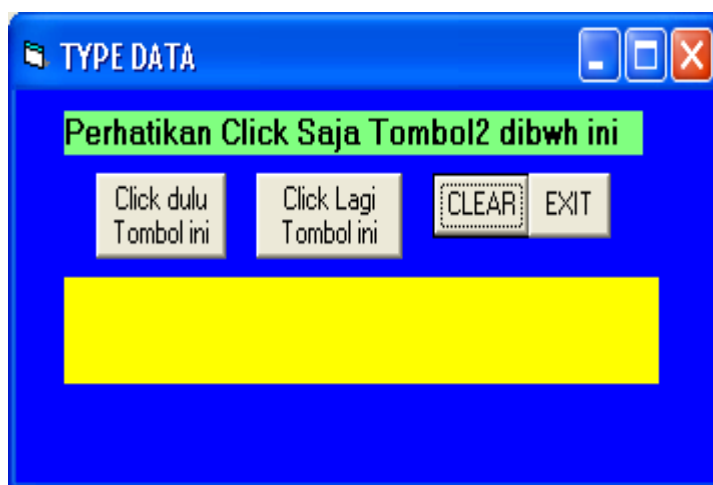 TYPE DATA
Perhatikan Click Saja Tombol2 dibwh ini
Click dulu
Tombol ini
Click Lagi
Tombol ini
CLEAR
EXIT